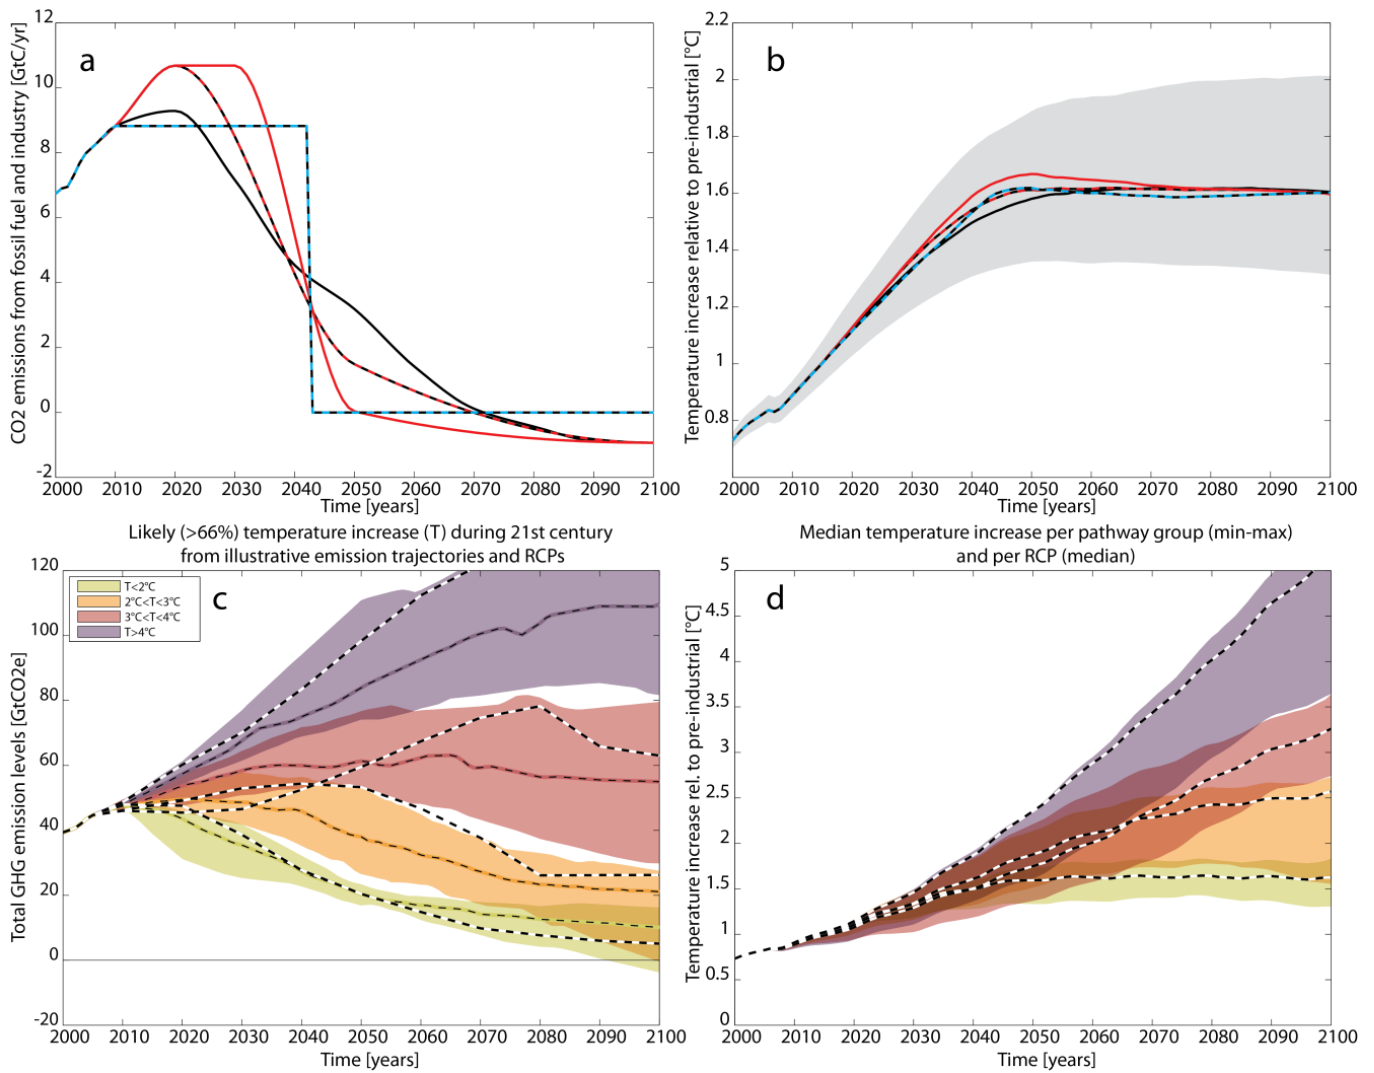 a
CO2 emissions from fossil fuel and industry [GtC/yr]
12
10
8
6
4
2
0
-2
2000 2010 2020 2030 2040 2050 2060 2070 2080 2090 2100
Time [years]
b
Temperature increase relative to pre-industrial [°C]
2.2
2
1.8
1.6
1.4
1.2
1
0.8
2000 2010 2020 2030 2040 2050 2060 2070 2080 2090 2100
Time [years]
Likely (>66%) temperature increase (T) during 21st century
from illustrative emission trajectories and RCPs
c
T<2°C
2°C<T<3°C
3°C<T<4°C
T>4°C
Total GHG emission levels [GtCO2e]
120
100
80
60
40
20
0
-20
2000 2010 2020 2030 2040 2050 2060 2070 2080 2090 2100
Time [years]
Median temperature increase per pathway group (min-max)
and per RCP (median)
d
Temperature increase rel. to pre-industrial [°C]
5
4.5
4
3.5
3
2.5
2
1.5
1
0.5
0
2000 2010 2020 2030 2040 2050 2060 2070 2080 2090 2100
Time [years]